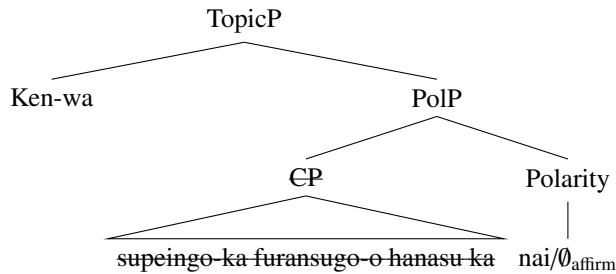 TopicP
Ken-wa PolP
CP Polarity
supeingo-ka furansugo-o hanasu ka nai/∅affirm